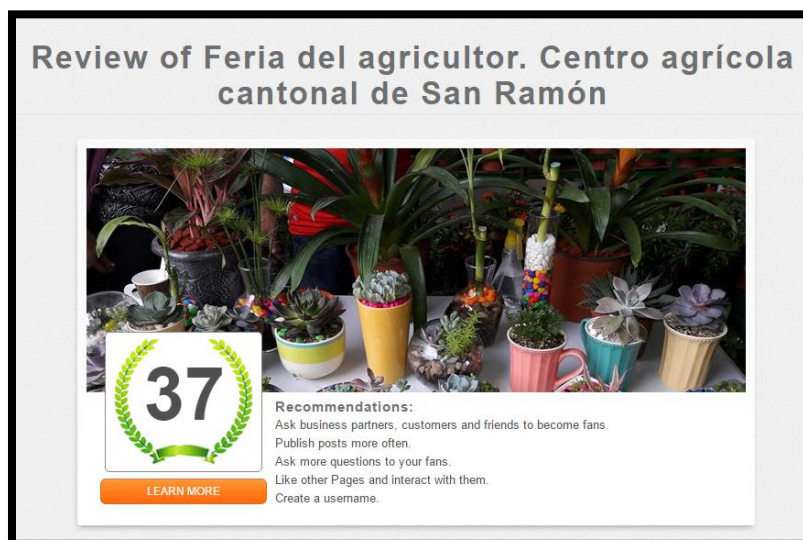 Review of Feria del agricultor. Centro agrícola
cantonal de San Ramón
37
LEARN MORE
Recommendations:
Ask business partners, customers and friends to become fans.
Publish posts more often.
Ask more questions to your fans.
Like other Pages and interact with them.
Create a username.